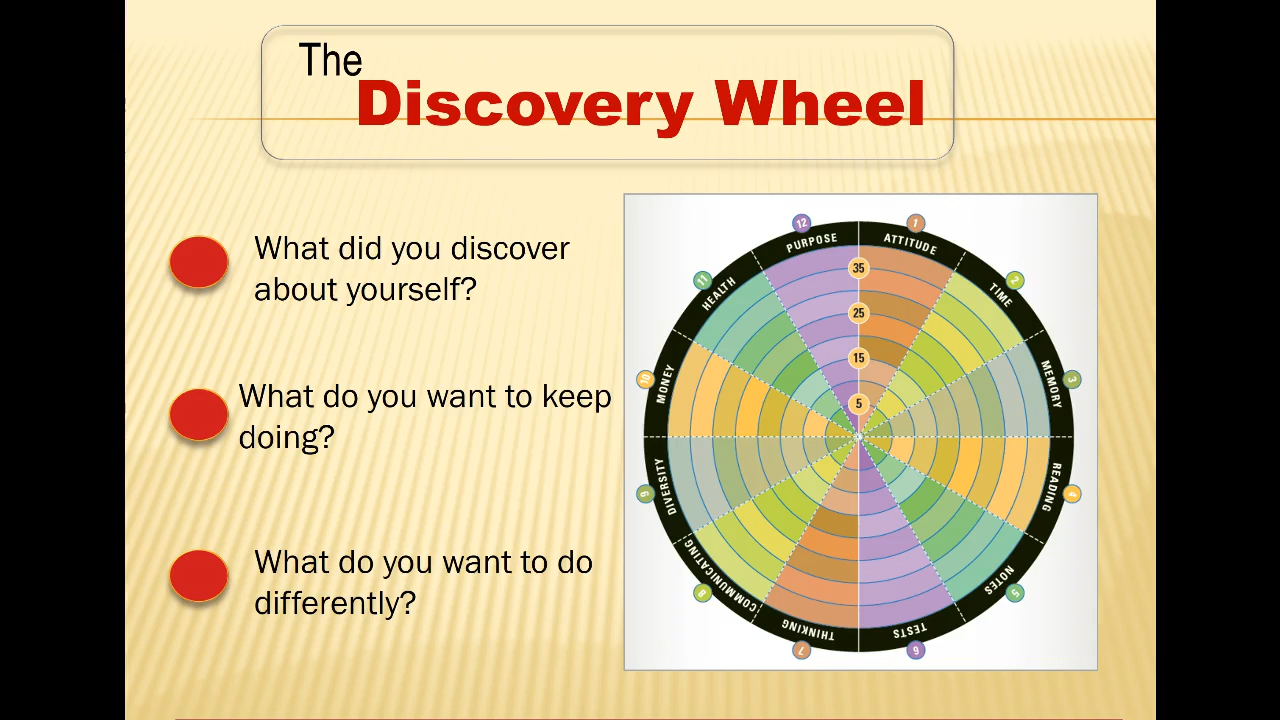 The
Discovery Wheel
What did you discover
about yourself?
What do you want to keep
doing?
What do you want to do
differently?
12
PURPOSE
1
ATTITUDE
2
TIME
3
MEMORY
4
READING
5
NOTES
6
TESTS
7
THINKING
8
COMMUNICATING
9
DIVERSITY
10
MONEY
11
HEALTH
35
25
15
5